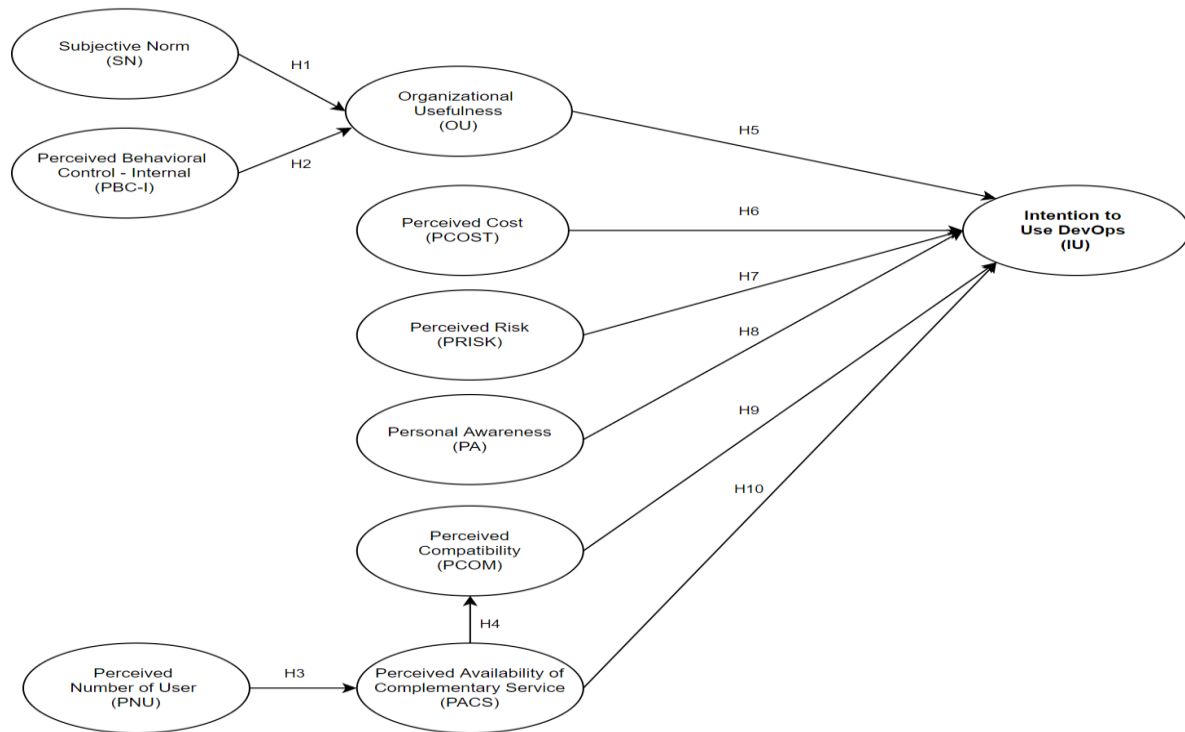 Subjective Norm
(SN)
H1
Organizational
Usefulness
(OU)
H5
Perceived Behavioral
Control - Internal
(PBC-I)
H2
Perceived Cost
(PCOST)
H6
Intention to
Use DevOps
(IU)
Perceived Risk
(PRISK)
H7
Personal Awareness
(PA)
H8
Perceived
Compatibility
(PCOM)
H9
H4
H10
Perceived
Number of User
(PNU)
H3
Perceived Availability of
Complementary Service
(PACS)